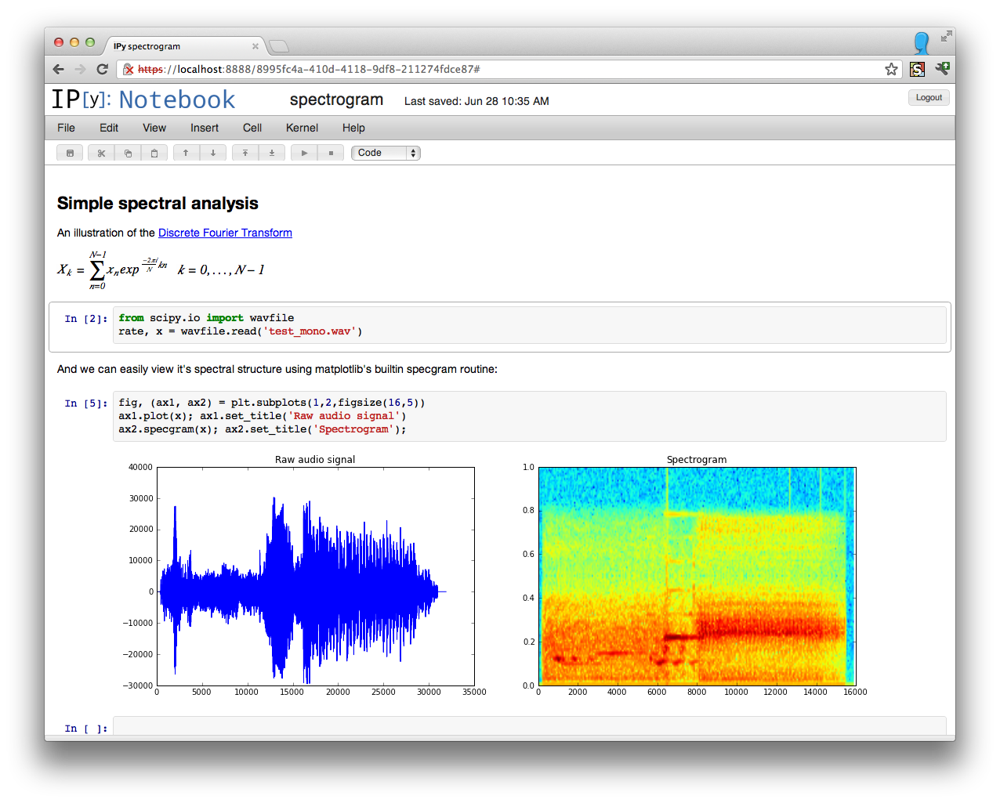 IPy spectrogram
https://localhost:8888/8995fc4a-410d-4118-9df8-211274fdce87#
IP[y]: Notebook spectrogram Last saved: Jun 28 10:35 AM Logout
File Edit View Insert Cell Kernel Help
Code
Simple spectral analysis
An illustration of the Discrete Fourier Transform
X_k = ∑_{n=0}^{N−1} x_n exp^{\frac{−2πi}{N} kn} k = 0, . . . , N − 1
In [2]: from scipy.io import wavfile
rate, x = wavfile.read('test_mono.wav')
And we can easily view it's spectral structure using matplotlib's builtin specgram routine:
In [5]: fig, (ax1, ax2) = plt.subplots(1,2,figsize(16,5))
ax1.plot(x); ax1.set_title('Raw audio signal')
ax2.specgram(x); ax2.set_title('Spectrogram');
Raw audio signal
40000
30000
20000
10000
0
−10000
−20000
−30000
0 5000 10000 15000 20000 25000 30000 35000
Spectrogram
1.0
0.8
0.6
0.4
0.2
0.0
0 2000 4000 6000 8000 10000 12000 14000 16000
In [ ]: